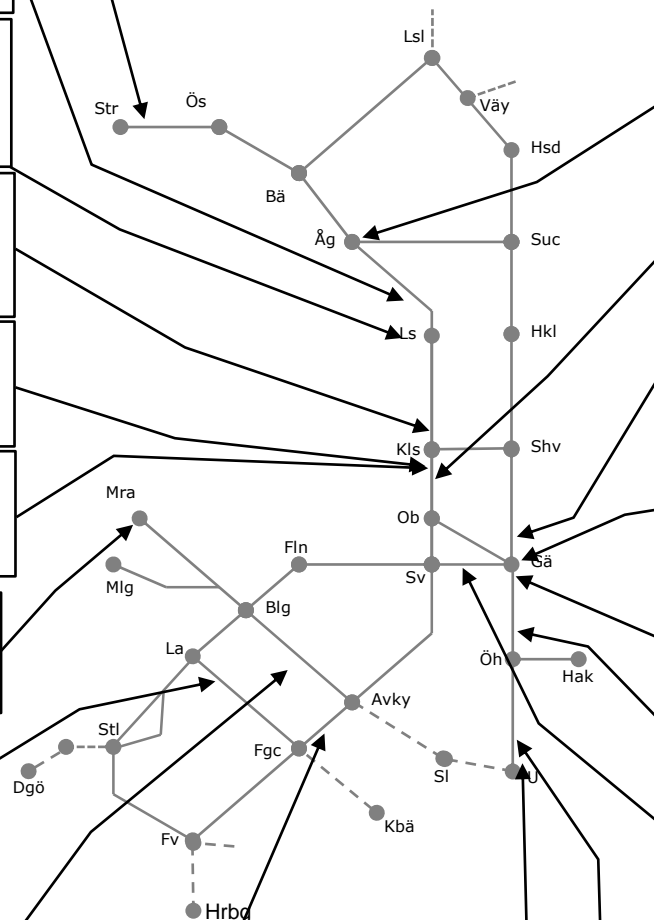 Lsl
Väy
Str
Ös
Hsd
Bä
Åg
Suc
Ls
Hkl
Kls
Shv
Mra
Ob
Fln
Gä
Mlg
Sv
Blg
La
Öh
Hak
Avky
Stl
Fgc
Sl
U
Dgö
Kbä
Fv
Hrbg